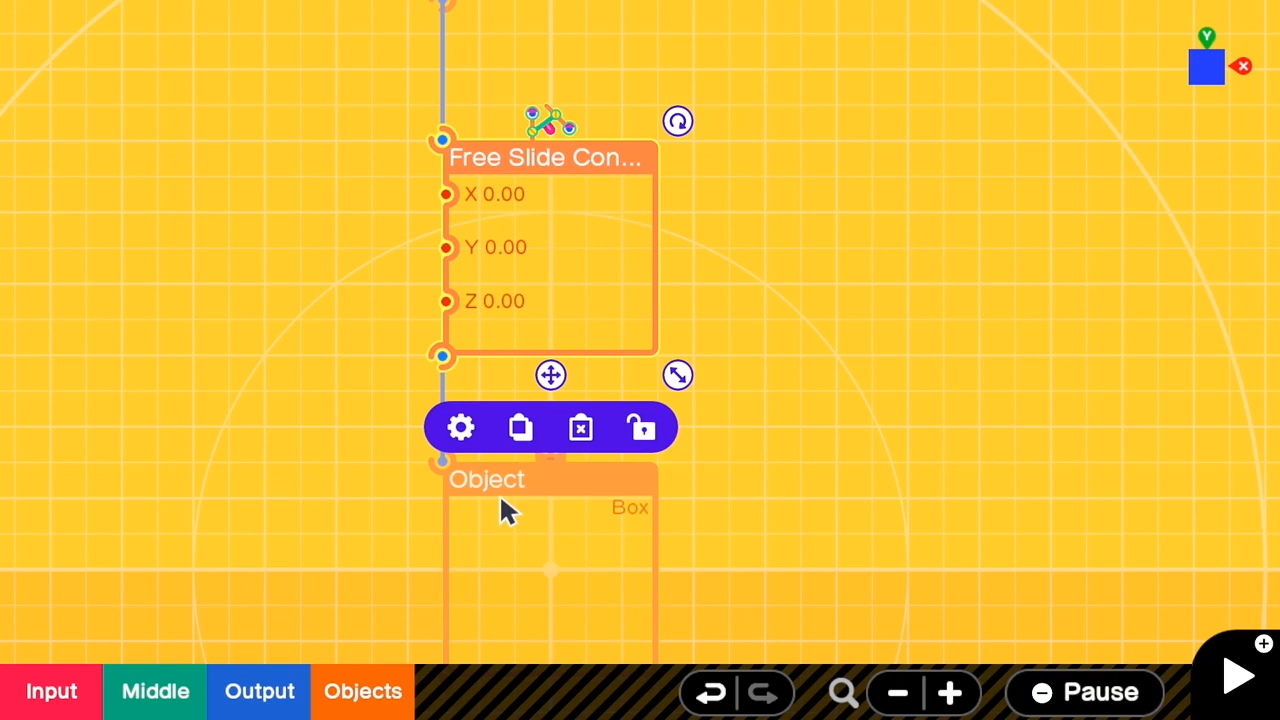 Y
X
Free Slide Con...
X 0.00
Y 0.00
Z 0.00
Object
Box
Input
Middle
Output
Objects
Pause